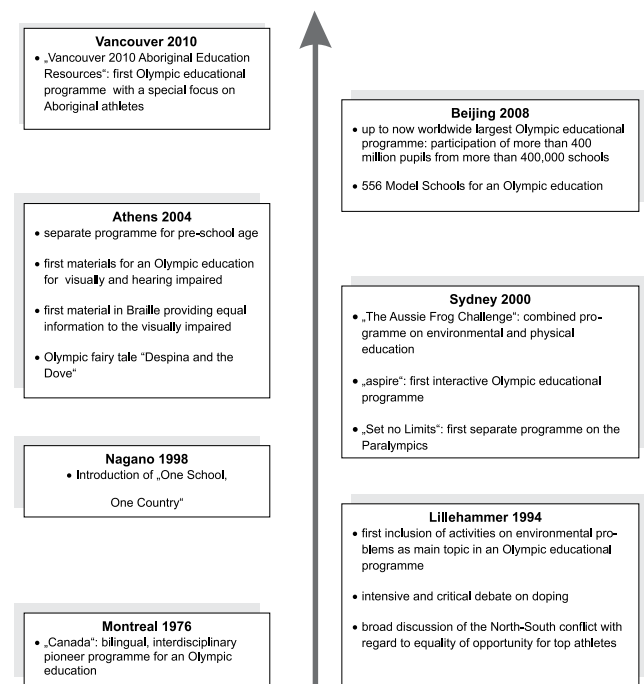 Vancouver 2010
• „Vancouver 2010 Aboriginal Education
Resources“: first Olympic educational
programme with a special focus on
Aboriginal athletes
Beijing 2008
• up to now worldwide largest Olympic educational
programme: participation of more than 400
million pupils from more than 400,000 schools
• 556 Model Schools for an Olympic education
Athens 2004
• separate programme for pre-school age
• first materials for an Olympic education
for visually and hearing impaired
• first material in Braille providing equal
information to the visually impaired
• Olympic fairy tale “Despina and the
Dove“
Sydney 2000
• „The Aussie Frog Challenge“: combined pro-
gramme on environmental and physical
education
• „aspire“: first interactive Olympic educational
programme
• „Set no Limits“: first separate programme on the
Paralympics
Nagano 1998
• Introduction of „One School,
One Country“
Lillehammer 1994
• first inclusion of activities on environmental pro-
blems as main topic in an Olympic educational
programme
• intensive and critical debate on doping
• broad discussion of the North-South conflict with
regard to equality of opportunity for top athletes
Montreal 1976
• „Canada“: bilingual, interdisciplinary
pioneer programme for an Olympic
education